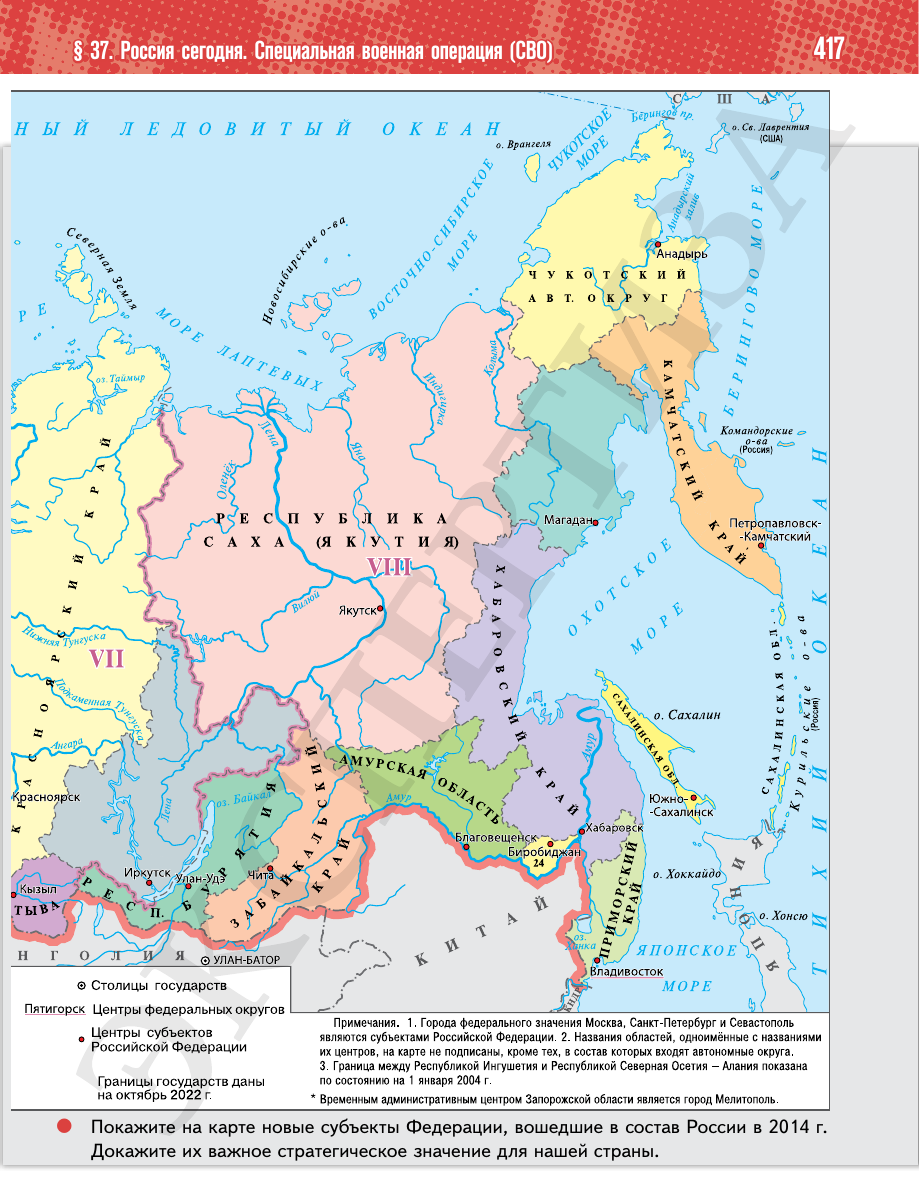 § 37. Россия сегодня. Специальная военная операция (СВО)
417
С Ш А
НЫЙ ЛЕДОВИТЫЙ ОКЕАН
Берингов пр.
о. Св. Лаврентия
(США)
о. Врангеля
ЧУКОТСКОЕ
МОРЕ
Анадырский
залив
Северная Земля
Новосибирские о-ва
ВОСТОЧНО-СИБИРСКОЕ
МОРЕ
Анадырь
ЧУКОТСКИЙ
АВТ. ОКРУГ
БЕРИНГОВО МОРЕ
РЕ
МОРЕ ЛАПТЕВЫХ
оз. Таймыр
Колыма
Индигирка
КАМЧАТСКИЙ КРАЙ
Лена
Яна
Оленёк
Командорские
о-ва
(Россия)
РЕСПУБЛИКА
САХА (ЯКУТИЯ)
VIII
Магадан
Петропавловск-
-Камчатский
ОХОТСКОЕ
МОРЕ
ХАБАРОВСКИЙ КРАЙ
Вилюй
Якутск
КРАСНОЯРСКИЙ КРАЙ
Нижняя Тунгуска
VII
Подкаменная Тунгуска
Ангара
Красноярск
САХАЛИНСКАЯ ОБЛ.
о. Сахалин
САХАЛИНСКАЯ ОБЛ.
Курильские о-ва
(Россия)
ТИХИЙ ОКЕАН
Амур
АМУРСКАЯ ОБЛАСТЬ
Амур
Лена
оз. Байкал
Южно-
-Сахалинск
Благовещенск
Хабаровск
Биробиджан
24
Иркутск
Улан-Удэ
Чита
РЕСП. БУРЯТИЯ
ЗАБАЙКАЛЬСКИЙ
КРАЙ
Кызыл
ТЫВА
ПРИМОРСКИЙ
КРАЙ
о. Хоккайдо
о. Хонсю
ЯПОНИЯ
КИТАЙ
оз.
Ханка
ЯПОНСКОЕ
МОРЕ
НГОЛИЯ
УЛАН-БАТОР
Владивосток
КНДР
Столицы государств
Пятигорск Центры федеральных округов
Центры субъектов
Российской Федерации
Границы государств даны
на октябрь 2022 г.
Примечания. 1. Города федерального значения Москва, Санкт-Петербург и Севастополь
являются субъектами Российской Федерации. 2. Названия областей, одноимённые с названиями
их центров, на карте не подписаны, кроме тех, в состав которых входят автономные округа.
3. Граница между Республикой Ингушетия и Республикой Северная Осетия – Алания показана
по состоянию на 1 января 2004 г.
* Временным административным центром Запорожской области является город Мелитополь.
Покажите на карте новые субъекты Федерации, вошедшие в состав России в 2014 г.
Докажите их важное стратегическое значение для нашей страны.
ЭКСПЕРТИЗА